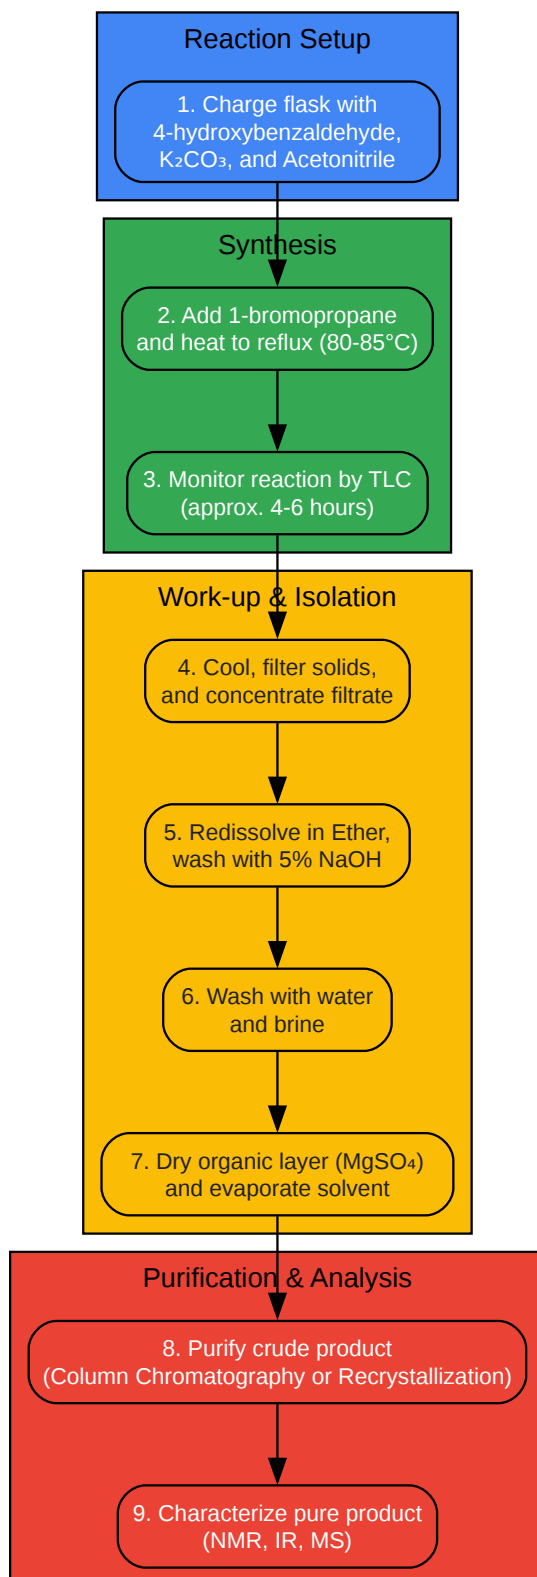 Reaction Setup
1. Charge flask with
4-hydroxybenzaldehyde,
K₂CO₃, and Acetonitrile
Synthesis
2. Add 1-bromopropane
and heat to reflux (80-85°C)
3. Monitor reaction by TLC
(approx. 4-6 hours)
Work-up & Isolation
4. Cool, filter solids,
and concentrate filtrate
5. Redissolve in Ether,
wash with 5% NaOH
6. Wash with water
and brine
7. Dry organic layer (MgSO₄)
and evaporate solvent
Purification & Analysis
8. Purify crude product
(Column Chromatography or Recrystallization)
9. Characterize pure product
(NMR, IR, MS)